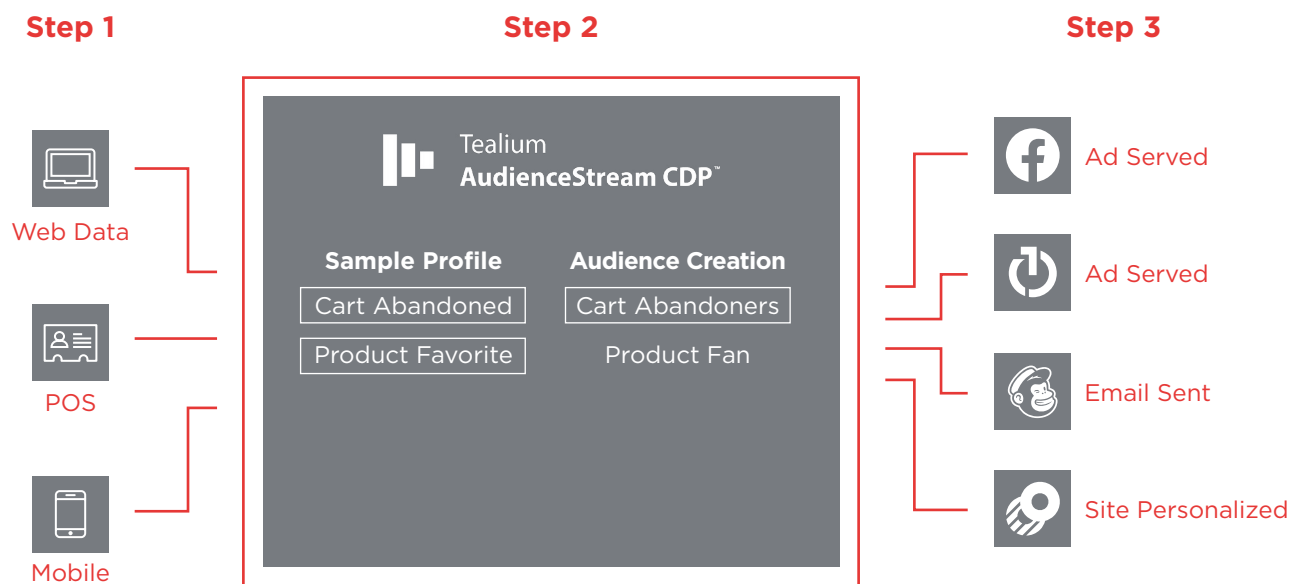 Step 1
Step 2
Step 3
Web Data
POS
Mobile
Tealium
AudienceStream CDP™
Sample Profile
Cart Abandoned
Product Favorite
Audience Creation
Cart Abandoners
Product Fan
Ad Served
Ad Served
Email Sent
Site Personalized